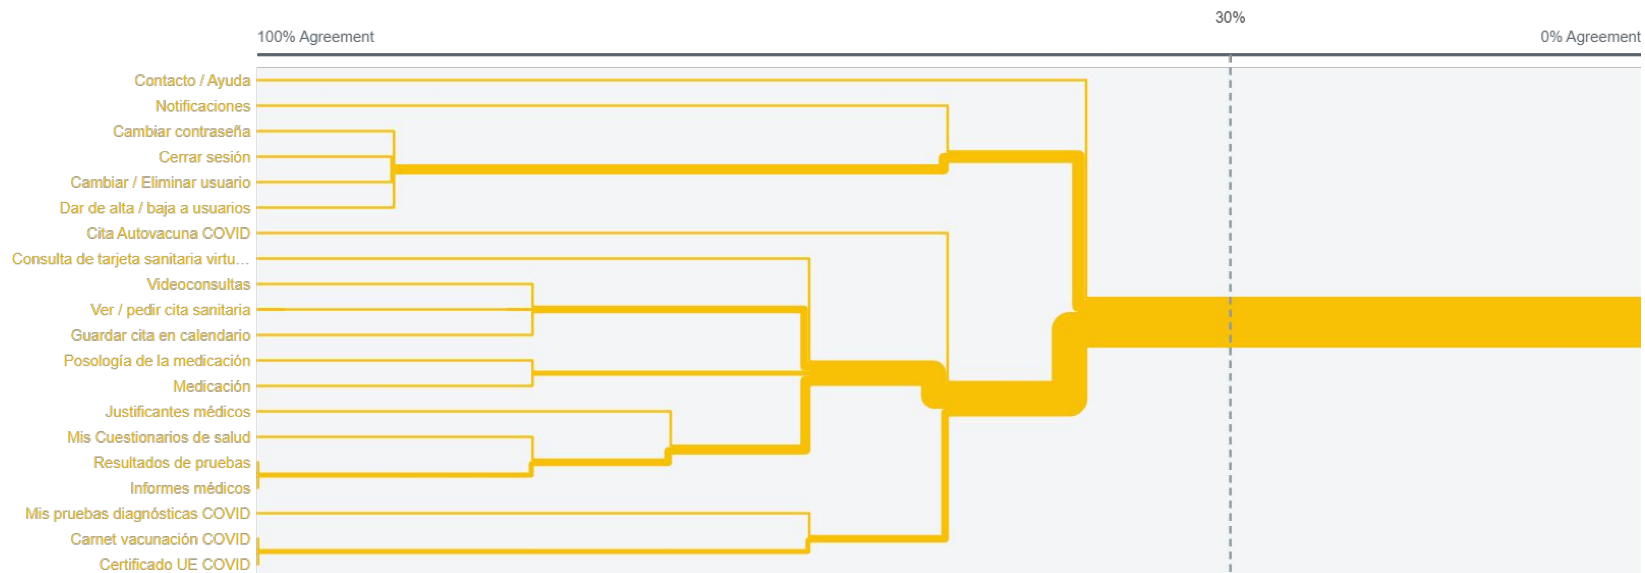 30%
100% Agreement
0% Agreement
Contacto / Ayuda
Notificaciones
Cambiar contraseña
Cerrar sesión
Cambiar / Eliminar usuario
Dar de alta / baja a usuarios
Cita Autovacuna COVID
Consulta de tarjeta sanitaria virtu...
Videoconsultas
Ver / pedir cita sanitaria
Guardar cita en calendario
Posología de la medicación
Medicación
Justificantes médicos
Mis Cuestionarios de salud
Resultados de pruebas
Informes médicos
Mis pruebas diagnósticas COVID
Carnet vacunación COVID
Certificado UE COVID